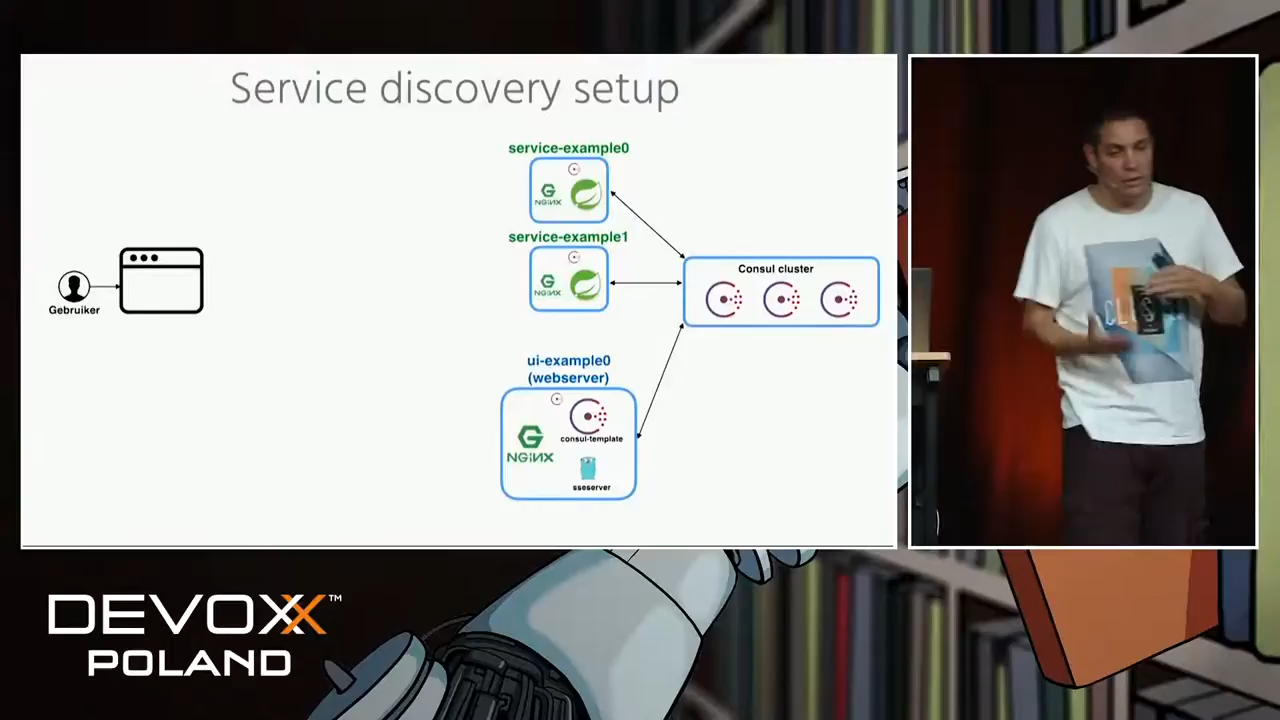 Service discovery setup
service-example0
NGINX
service-example1
NGINX
Consul cluster
Gebruiker
ui-example0
(webserver)
NGINX
consul-template
sseserver
DEVOXX™
POLAND